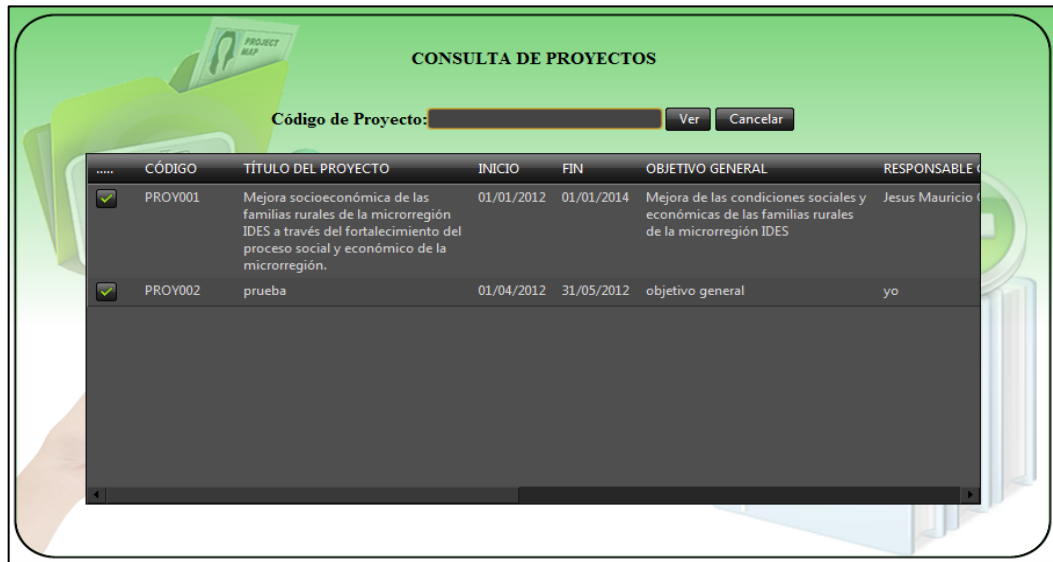 PROJECT
MAP
CONSULTA DE PROYECTOS
Código de Proyecto: Ver Cancelar
..... CÓDIGO TÍTULO DEL PROYECTO INICIO FIN OBJETIVO GENERAL RESPONSABLE
PROY001 Mejora socioeconómica de las 01/01/2012 01/01/2014 Mejora de las condiciones sociales y Jesus Mauricio
familias rurales de la microrregión económicas de las familias rurales
IDES a través del fortalecimiento del de la microrregión IDES
proceso social y económico de la
microrregión.
PROY002 prueba 01/04/2012 31/05/2012 objetivo general yo